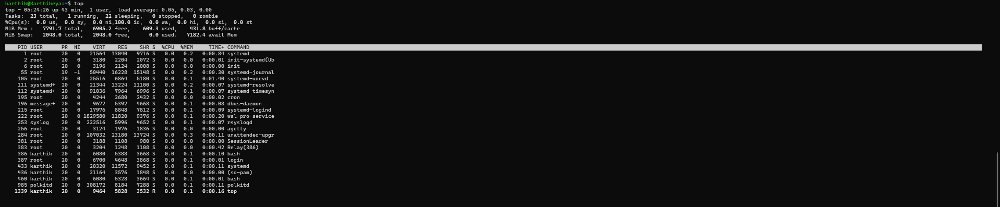 karthik@Karthikeya:~$ top
top - 05:24:26 up 43 min,  1 user,  load average: 0.05, 0.03, 0.00
Tasks:  23 total,   1 running,  22 sleeping,   0 stopped,   0 zombie
%Cpu(s):  0.0 us,  0.0 sy,  0.0 ni,100.0 id,  0.0 wa,  0.0 hi,  0.0 si,  0.0 st
MiB Mem :   7791.7 total,   6905.2 free,    609.3 used,    431.8 buff/cache
MiB Swap:   2048.0 total,   2048.0 free,      0.0 used.   7182.4 avail Mem
    PID USER      PR  NI    VIRT    RES    SHR S  %CPU  %MEM     TIME+ COMMAND
      1 root      20   0   21564  13040   9716 S   0.0   0.2   0:00.84 systemd
      2 root      20   0    3180   2204   2072 S   0.0   0.0   0:00.01 init-systemd(Ub
      6 root      20   0    3196   2124   2008 S   0.0   0.0   0:00.00 init
     55 root      19  -1   50440  16228  15148 S   0.0   0.2   0:00.30 systemd-journal
    105 root      20   0   25516   6864   5180 S   0.0   0.1   0:01.40 systemd-udevd
    111 systemd+  20   0   21344  13224  11100 S   0.0   0.2   0:00.07 systemd-resolve
    112 systemd+  20   0   91036   7964   6996 S   0.0   0.1   0:00.07 systemd-timesyn
    195 root      20   0    4244   2680   2432 S   0.0   0.0   0:00.02 cron
    196 message+  20   0    9672   5392   4668 S   0.0   0.1   0:00.08 dbus-daemon
    215 root      20   0   17976   8848   7812 S   0.0   0.1   0:00.09 systemd-logind
    222 root      20   0 1829580  11820   9376 S   0.0   0.1   0:00.20 wsl-pro-service
    253 syslog    20   0  222516   5996   4652 S   0.0   0.1   0:00.07 rsyslogd
    256 root      20   0    3124   1976   1836 S   0.0   0.0   0:00.00 agetty
    284 root      20   0  107032  23180  13724 S   0.0   0.3   0:00.11 unattended-upgr
    381 root      20   0    3188   1108    980 S   0.0   0.0   0:00.00 SessionLeader
    383 root      20   0    3204   1248   1108 S   0.0   0.0   0:00.42 Relay(386)
    386 karthik   20   0    6080   5388   3668 S   0.0   0.1   0:00.10 bash
    387 root      20   0    6700   4648   3868 S   0.0   0.1   0:00.01 login
    433 karthik   20   0   20320  11572   9452 S   0.0   0.1   0:00.11 systemd
    436 karthik   20   0   21164   3576   1848 S   0.0   0.0   0:00.00 (sd-pam)
    460 karthik   20   0    6080   5328   3664 S   0.0   0.1   0:00.01 bash
    985 polkitd   20   0  308172   8184   7288 S   0.0   0.1   0:00.11 polkitd
   1339 karthik   20   0    9464   5828   3532 R   0.0   0.1   0:00.16 top